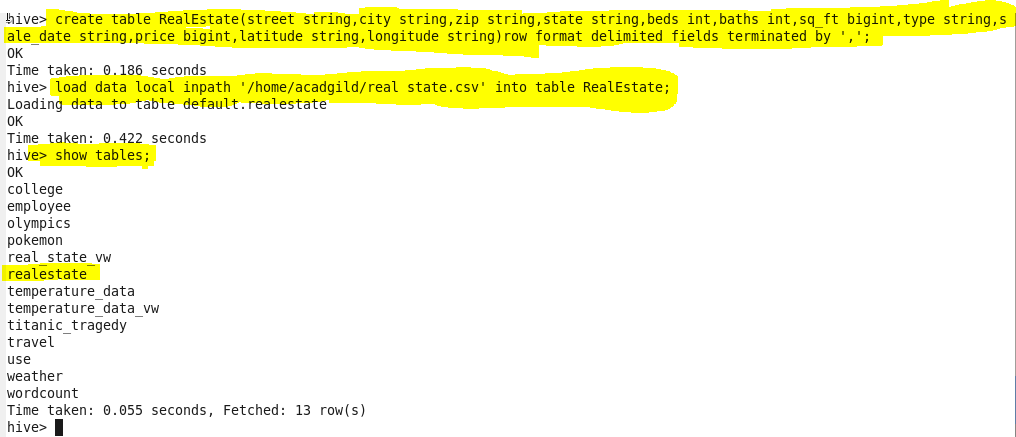 hive> create table RealEstate(street string,city string,zip string,state string,beds int,baths int,sq_ft bigint,type string,s
ale_date string,price bigint,latitude string,longitude string)row format delimited fields terminated by ',';
OK
Time taken: 0.186 seconds
hive> load data local inpath '/home/acadgild/real state.csv' into table RealEstate;
Loading data to table default.realestate
OK
Time taken: 0.422 seconds
hive> show tables;
OK
college
employee
olympics
pokemon
real_state_vw
realestate
temperature_data
temperature_data_vw
titanic_tragedy
travel
use
weather
wordcount
Time taken: 0.055 seconds, Fetched: 13 row(s)
hive>